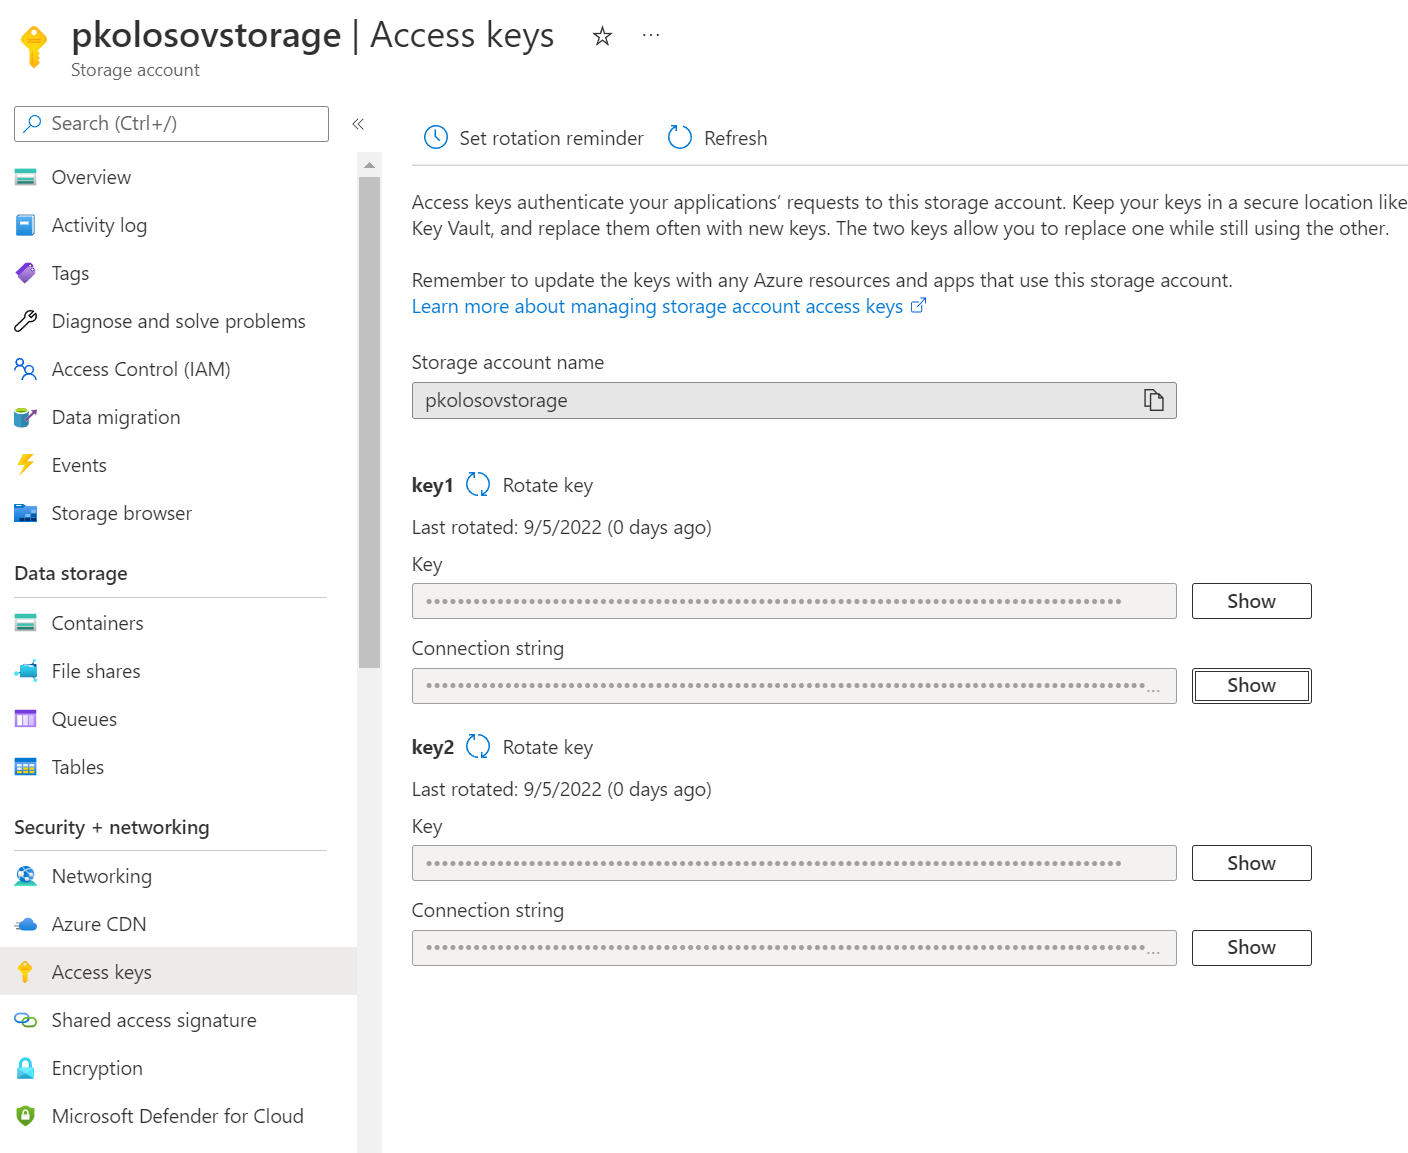 pkolosovstorage | Access keys ☆ ...
Storage account
Search (Ctrl+/)
«
Overview
Activity log
Tags
Diagnose and solve problems
Access Control (IAM)
Data migration
Events
Storage browser
Data storage
Containers
File shares
Queues
Tables
Security + networking
Networking
Azure CDN
Access keys
Shared access signature
Encryption
Microsoft Defender for Cloud
Set rotation reminder Refresh
Access keys authenticate your applications’ requests to this storage account. Keep your keys in a secure location like
Key Vault, and replace them often with new keys. The two keys allow you to replace one while still using the other.
Remember to update the keys with any Azure resources and apps that use this storage account.
Learn more about managing storage account access keys
Storage account name
pkolosovstorage
key1 Rotate key
Last rotated: 9/5/2022 (0 days ago)
Key
Show
Connection string
Show
key2 Rotate key
Last rotated: 9/5/2022 (0 days ago)
Key
Show
Connection string
Show